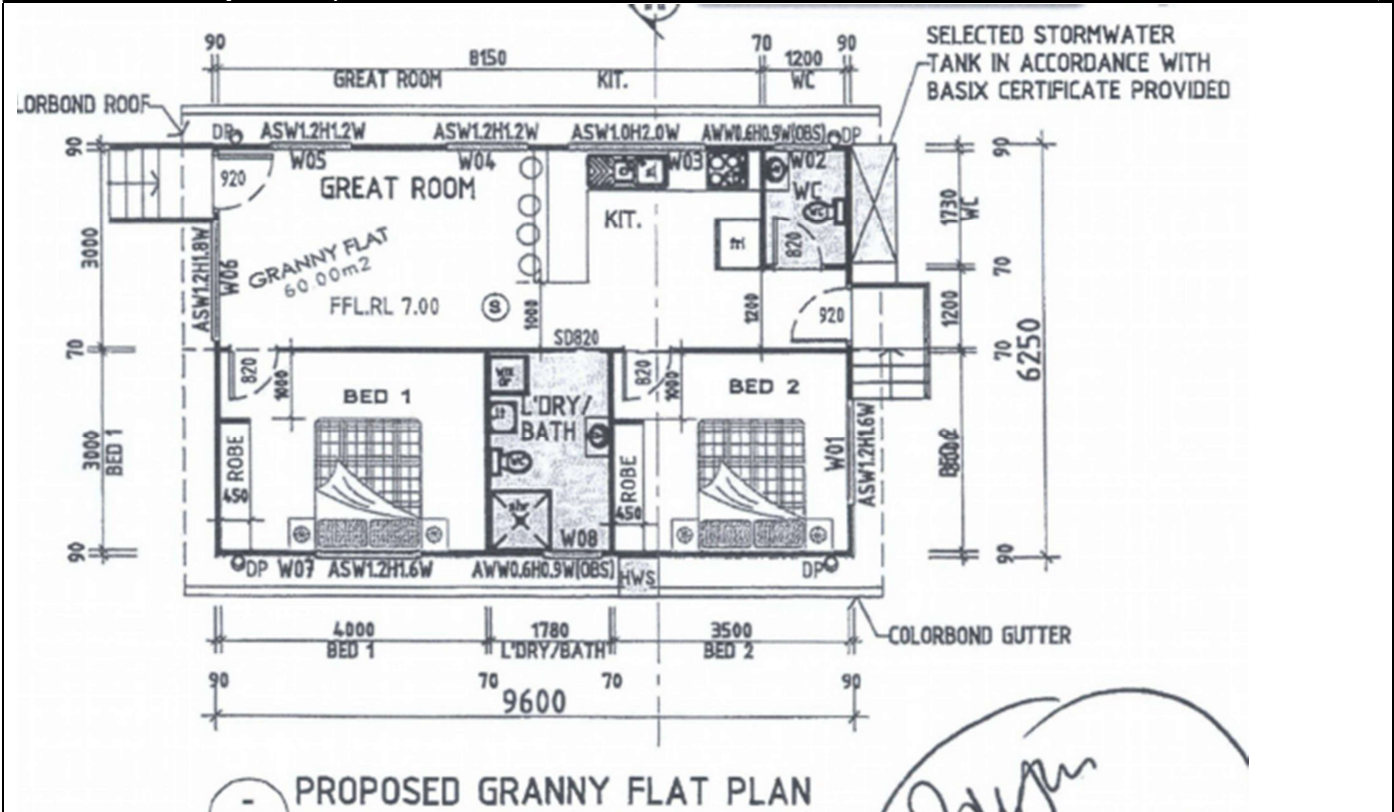 90 8150 70 1200 90
GREAT ROOM KIT. WC
SELECTED STORMWATER
TANK IN ACCORDANCE WITH
BASIX CERTIFICATE PROVIDED
LORBOND ROOF
DP ASW1.2H1.2W ASW1.2H1.2W ASW1.0H2.0W AWW0.6H0.9W(OBS) DP
90 W05 W04 W03 W02 90
920 GREAT ROOM WC
KIT. 820 1730 WC
3000 ASW1.2H1.8W W06
GRANNY FLAT
60.00m2
70
FFL.RL 7.00 S 1000 1200 920 1200
SD820
70 70 6250
820 1000 BED 1 820 1000 BED 2
L'DRY/
BATH
3000 BED 1 ROBE 450 ROBE 450 W01 ASW1.2H1.6W
shr
W08
90 90
DP W07 ASW1.2H1.6W AWW0.6H0.9W(OBS) HWS DP
COLORBOND GUTTER
4000 1780 3500
BED 1 L'DRY/BATH BED 2
90 70 70 90
9600
PROPOSED GRANNY FLAT PLAN